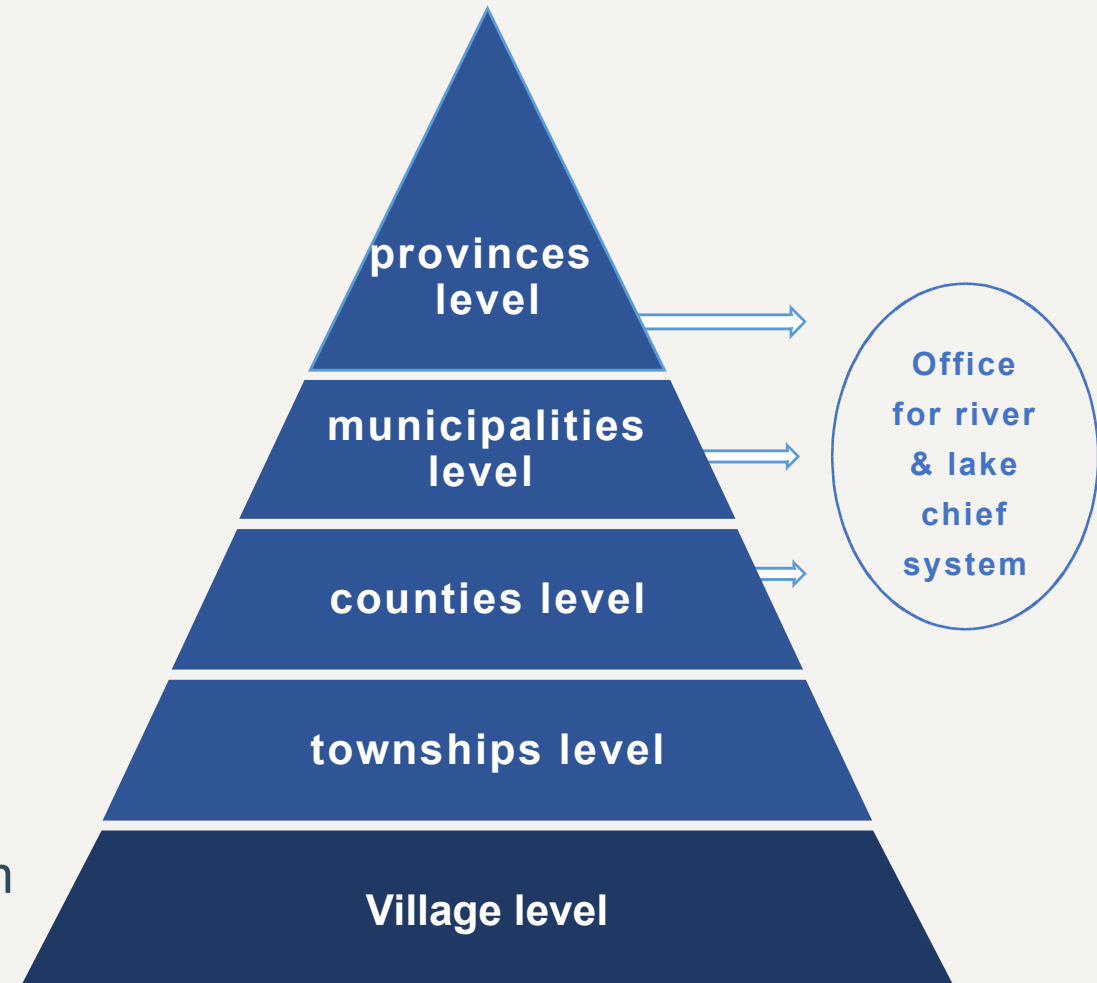 provinces
level
municipalities
level
counties level
townships level
Village level
Office
for river
& lake
chief
system